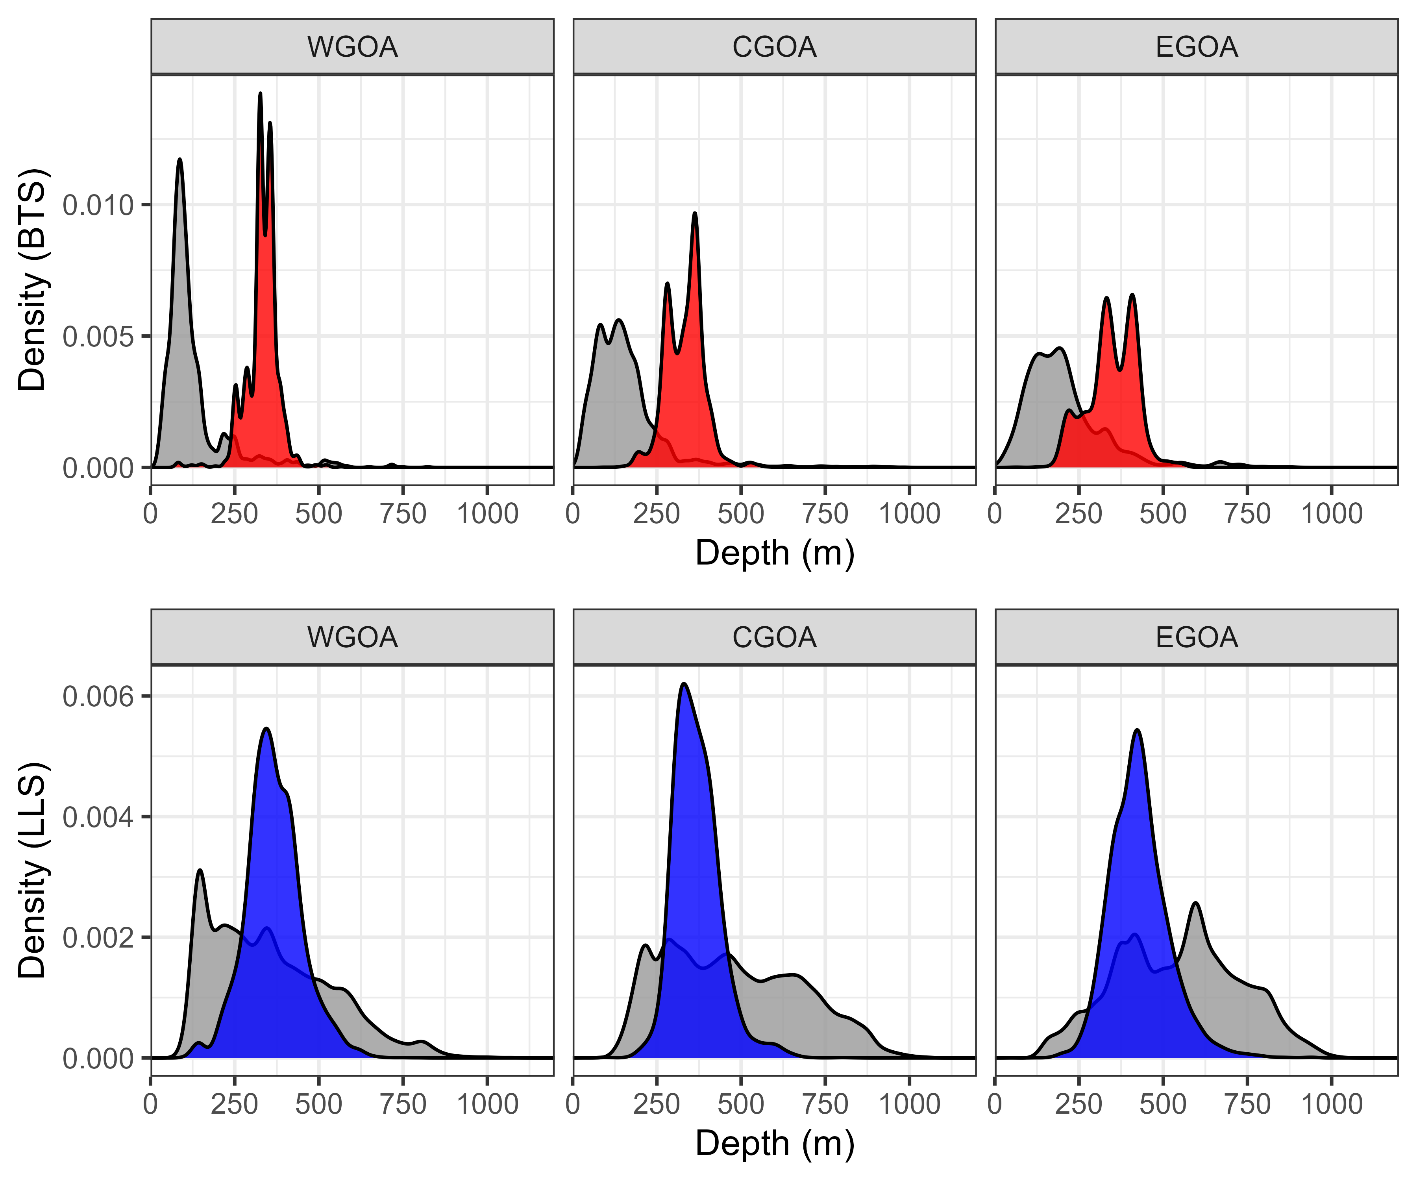 WGOA CGOA EGOA
Density (BTS)
0.010
0.005
0.000
0 250 500 750 1000 0 250 500 750 1000 0 250 500 750 1000
Depth (m)
WGOA CGOA EGOA
Density (LLS)
0.006
0.004
0.002
0.000
0 250 500 750 1000 0 250 500 750 1000 0 250 500 750 1000
Depth (m)